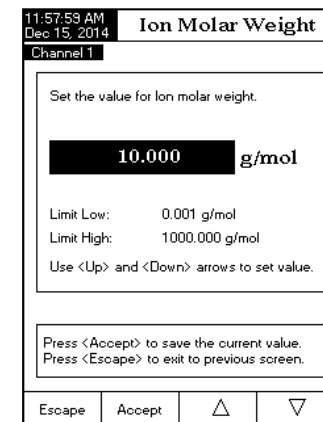 11:57:59 AM
Dec 15, 2014
Ion Molar Weight
Channel 1
Set the value for Ion molar weight.
10.000 g/mol
Limit Low: 0.001 g/mol
Limit High: 1000.000 g/mol
Use <Up> and <Down> arrows to set value.
Press <Accept> to save the current value.
Press <Escape> to exit to previous screen.
Escape Accept △ ▽